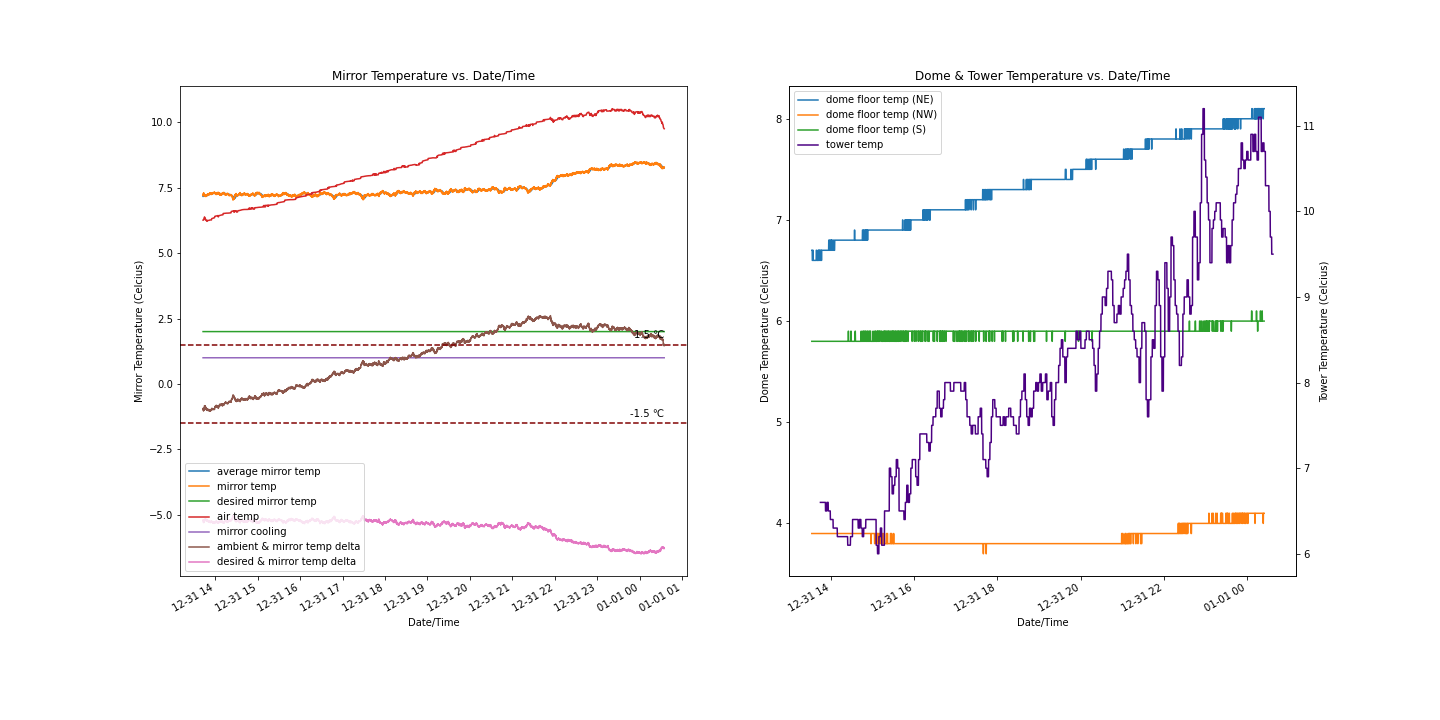 Mirror Temperature vs. Date/Time
Mirror Temperature (Celcius)
10.0
7.5
5.0
2.5
0.0
−2.5
−5.0
1.5 ℃
-1.5 ℃
average mirror temp
mirror temp
desired mirror temp
air temp
mirror cooling
ambient & mirror temp delta
desired & mirror temp delta
12-31 14
12-31 15
12-31 16
12-31 17
12-31 18
12-31 19
12-31 20
12-31 21
12-31 22
12-31 23
01-01 00
01-01 01
Date/Time
Dome & Tower Temperature vs. Date/Time
Dome Temperature (Celcius)
8
7
6
5
4
dome floor temp (NE)
dome floor temp (NW)
dome floor temp (S)
tower temp
12-31 14
12-31 16
12-31 18
12-31 20
12-31 22
01-01 00
Date/Time
11
10
9
8
7
6
Tower Temperature (Celcius)